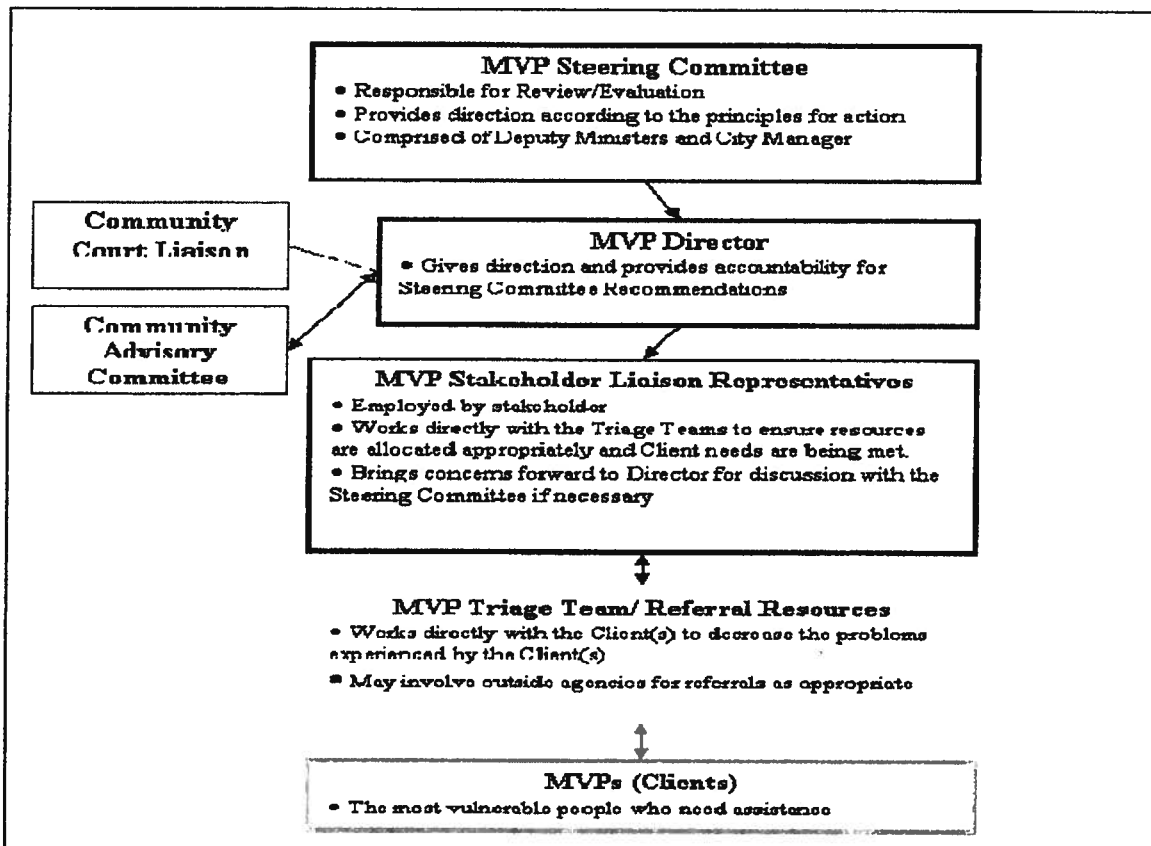 MVP Steering Committee
• Responsible for Review/Evaluation
• Provides direction according to the principles for action
• Comprised of Deputy Ministers and City Manager
Community
Court Liaison
MVP Director
• Gives direction and provides accountability for
Steering Committee Recommendations
Community
Advisory
Committee
MVP Stakeholder Liaison Representatives
• Employed by stakeholder
• Works directly with the Triage Teams to ensure resources
are allocated appropriately and Client needs are being met.
• Brings concerns forward to Director for discussion with the
Steering Committee if necessary
MVP Triage Team/ Referral Resources
• Works directly with the Client(s) to decrease the problems
experienced by the Client(s)
• May involve outside agencies for referrals as appropriate
MVPs (Clients)
• The most vulnerable people who need assistance